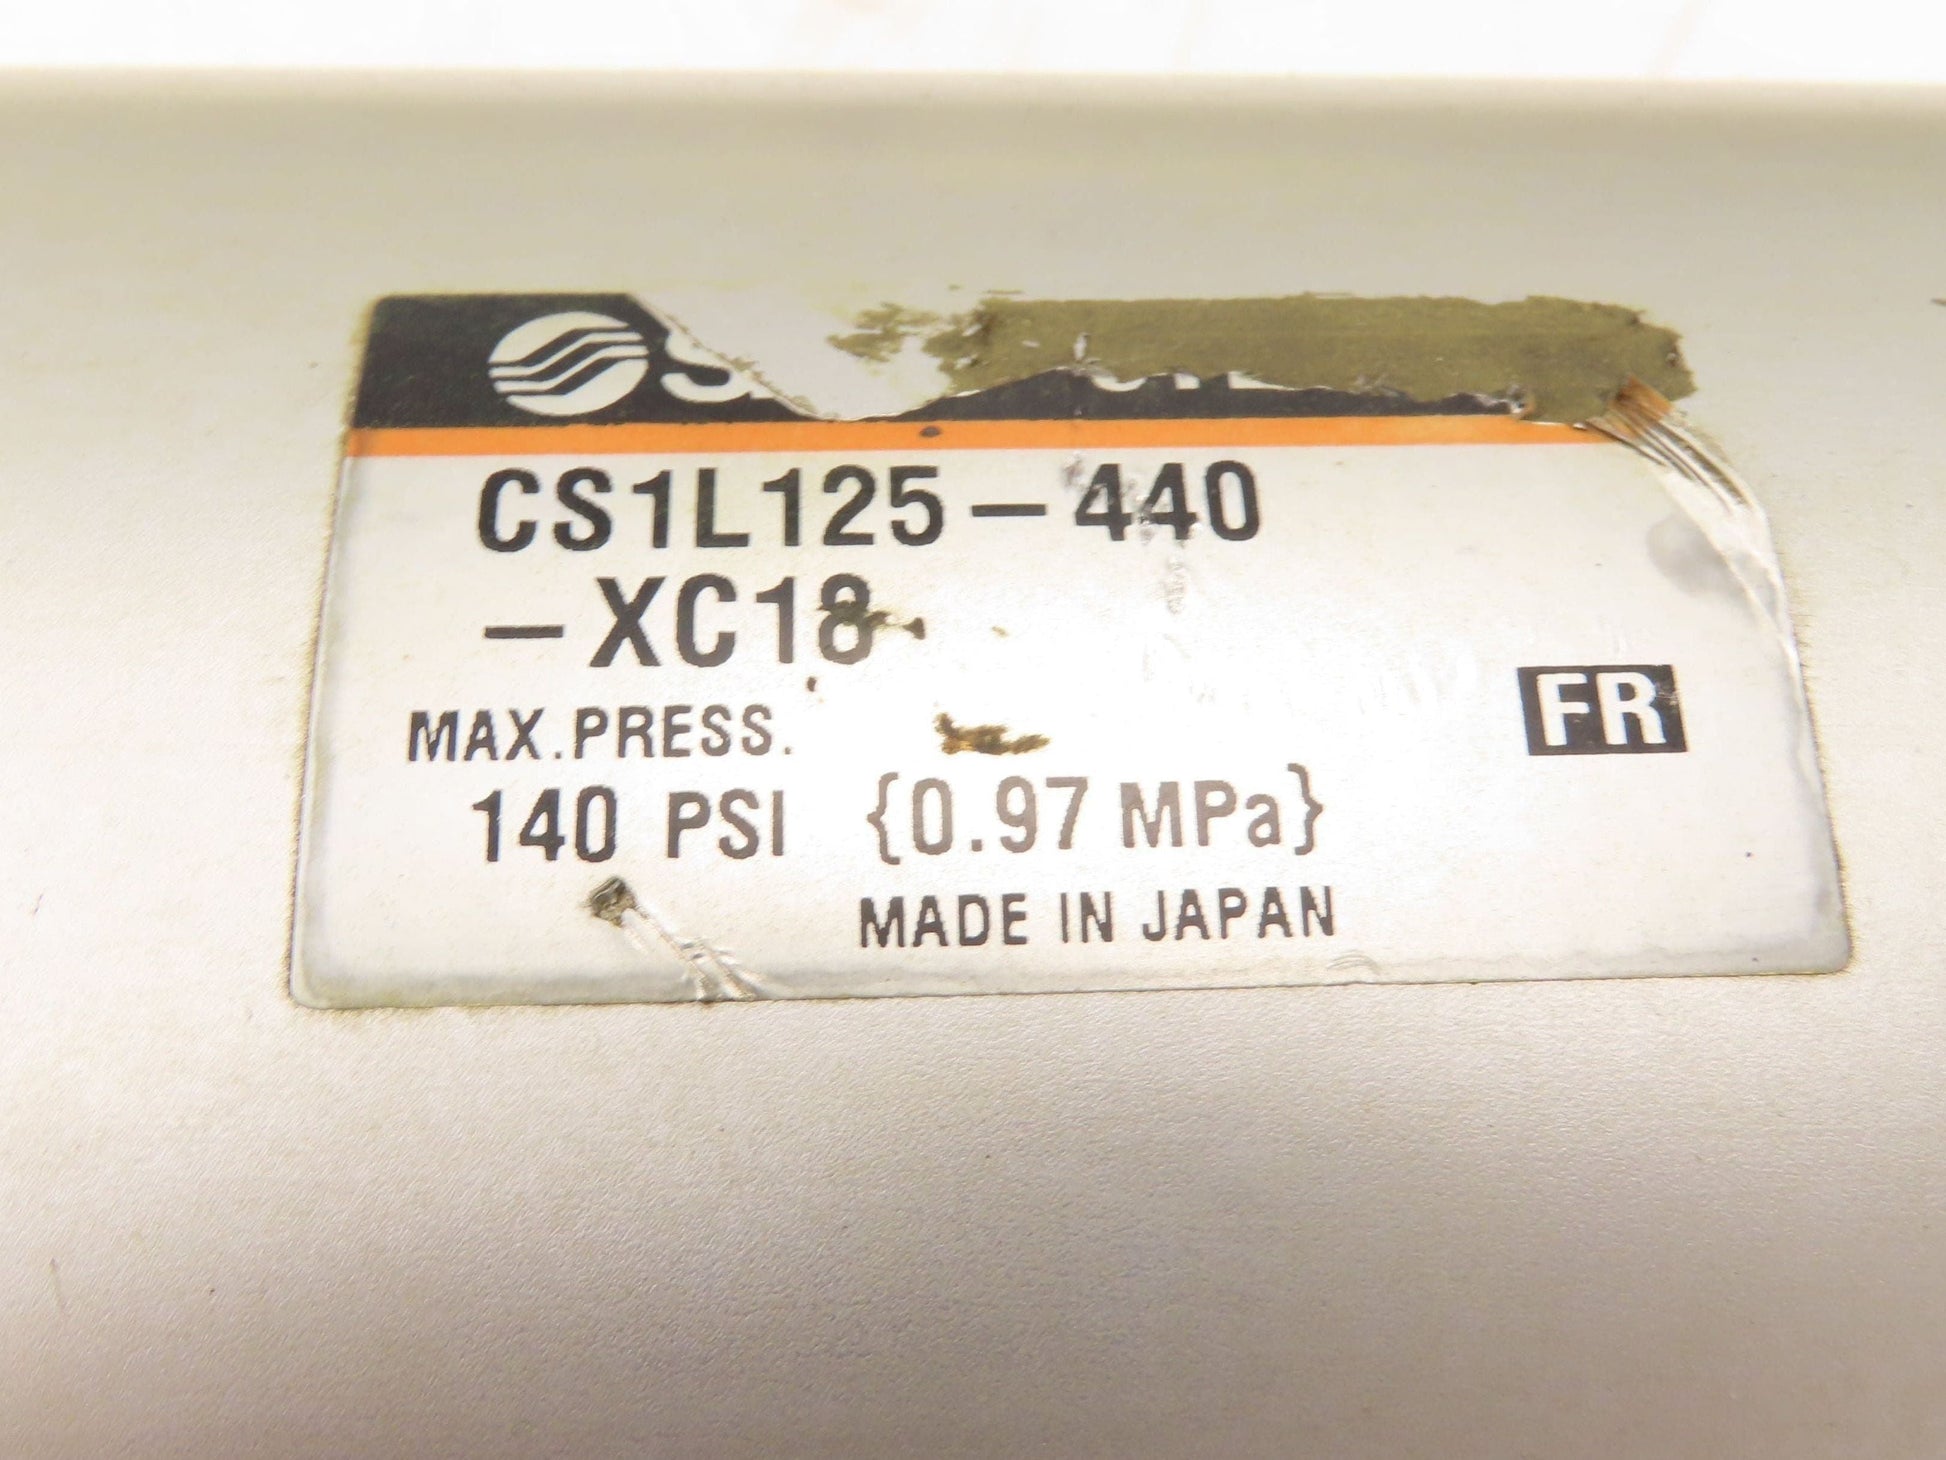 CS1L125-440
-XC18
MAX.PRESS.
FR
140 PSI {0.97 MPa}
MADE IN JAPAN